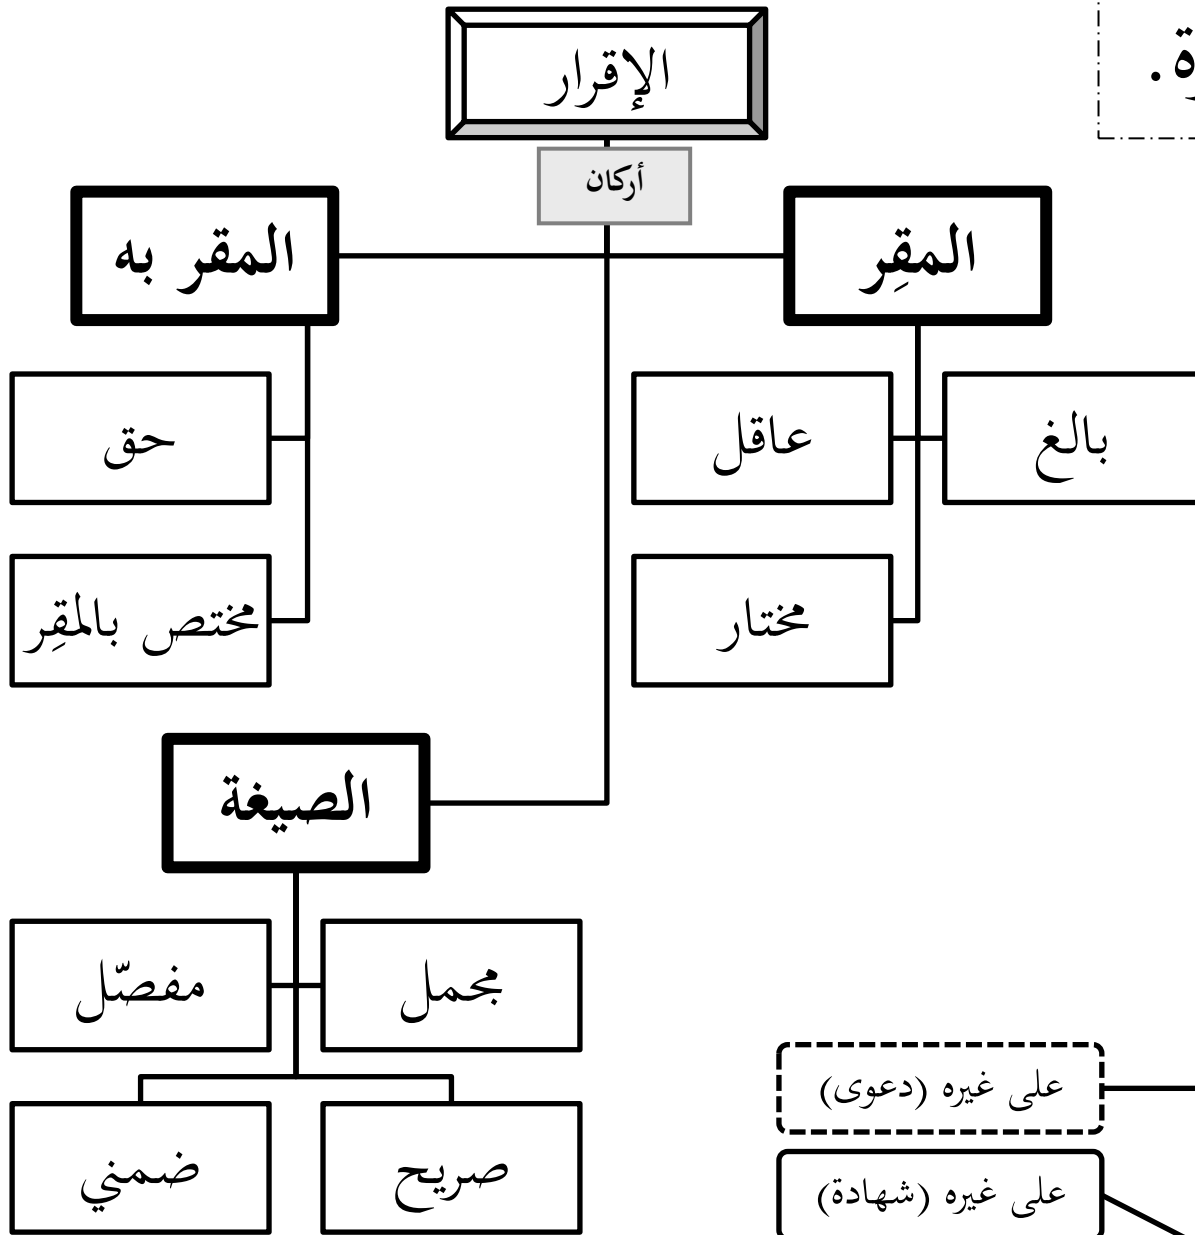 الإقرار
أركان
المقِر
المقر به
بالغ
عاقل
حق
مختار
مختص بالمقِر
الصيغة
مجمل
مفصّل
صريح
ضمني
على غيره (دعوى)
على غيره (شهادة)